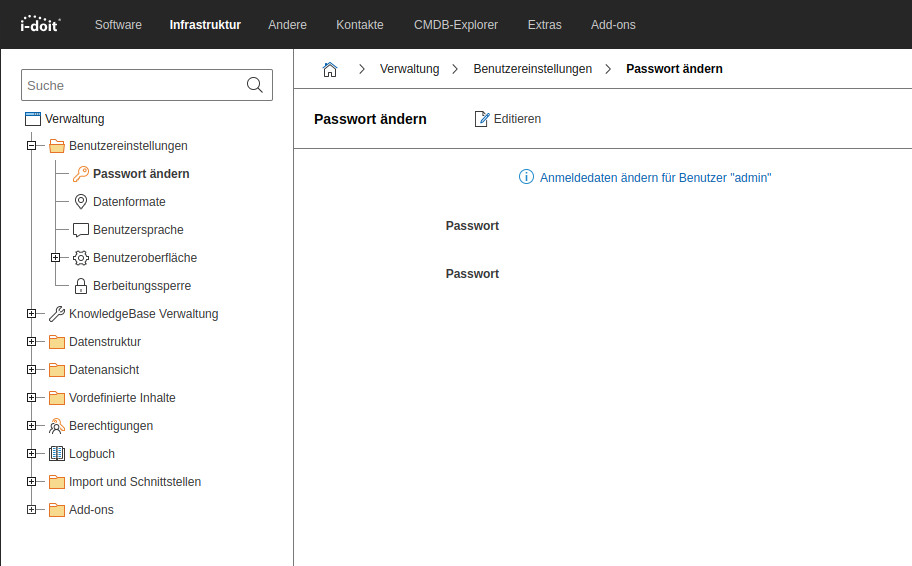 i-doit Software Infrastruktur Andere Kontakte CMDB-Explorer Extras Add-ons
Suche
Verwaltung
Benutzereinstellungen
Passwort ändern
Datenformate
Benutzersprache
Benutzeroberfläche
Berbeitungssperre
KnowledgeBase Verwaltung
Datenstruktur
Datenansicht
Vordefinierte Inhalte
Berechtigungen
Logbuch
Import und Schnittstellen
Add-ons
Verwaltung Benutzereinstellungen Passwort ändern
Passwort ändern Editieren
Anmeldedaten ändern für Benutzer "admin"
Passwort
Passwort